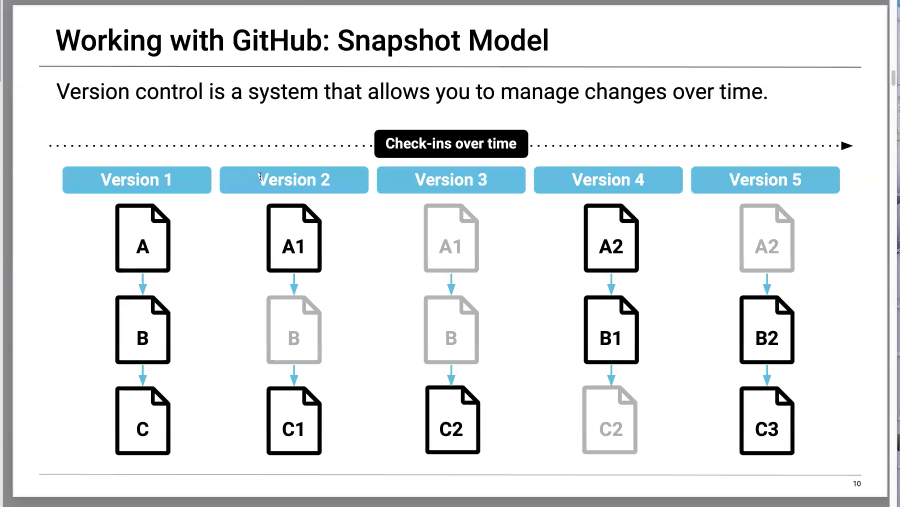 Working with GitHub: Snapshot Model
Version control is a system that allows you to manage changes over time.
Check-ins over time
Version 1 Version 2 Version 3 Version 4 Version 5
A A1 A1 A2 A2
B B B B1 B2
C C1 C2 C2 C3
10